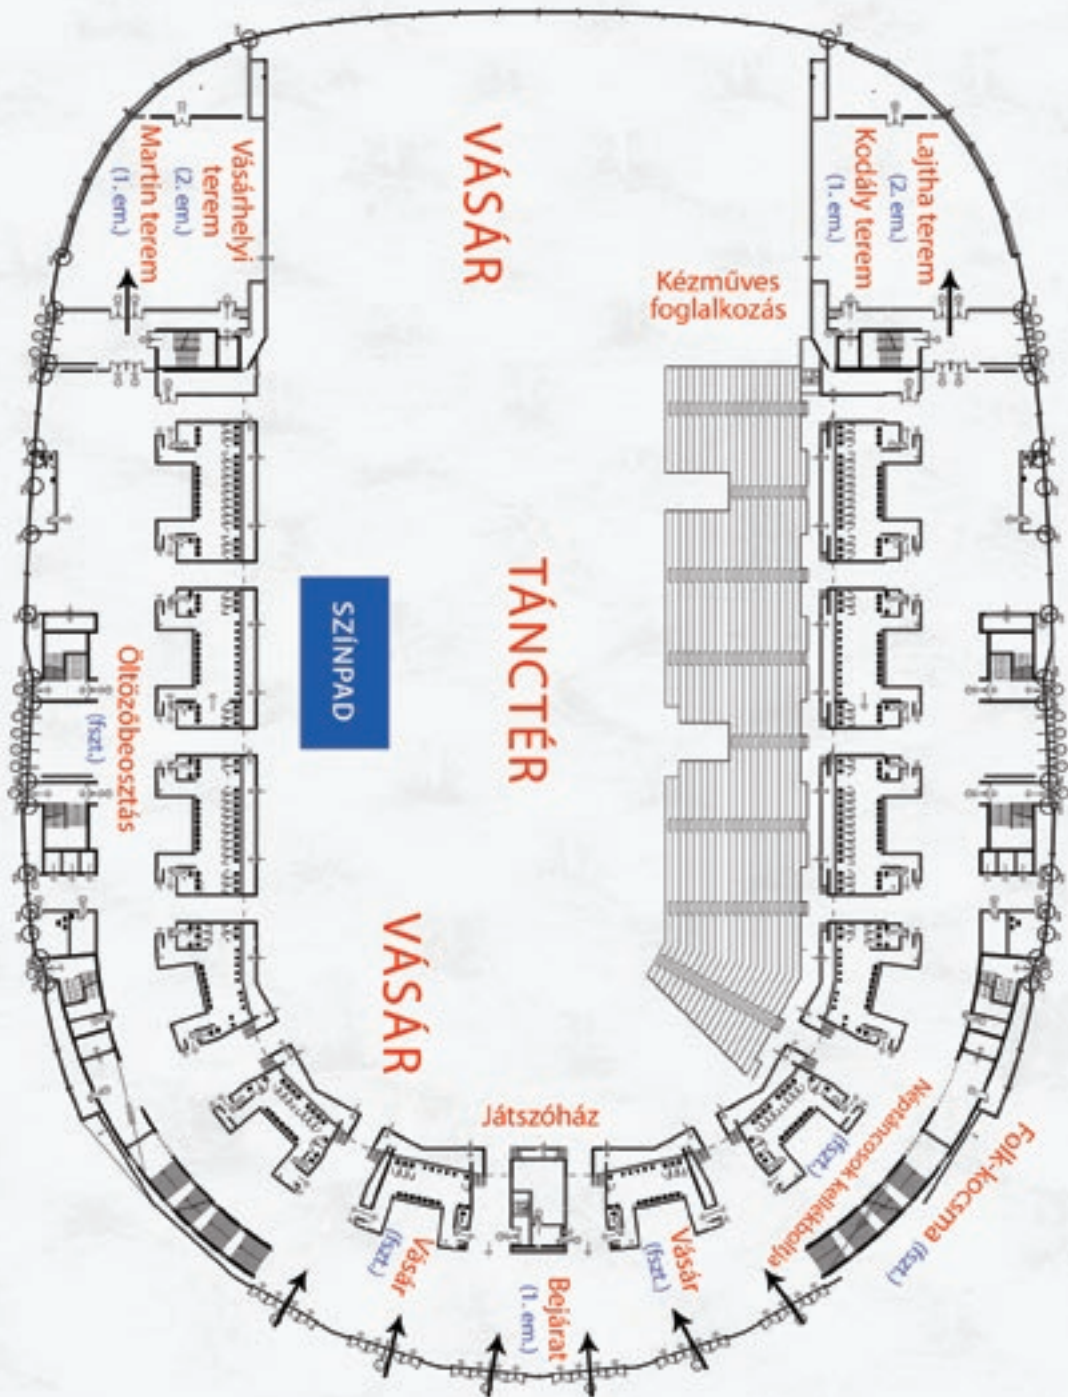 VÁSÁR
Vásárhelyi
terem
(2. em.)
Martin terem
(1. em.)
Lajtha terem
(2. em.)
Kodály terem
(1. em.)
Kézműves
foglalkozás
TÁNCTÉR
SZÍNPAD
Öltözőbeosztás
(fszt.)
VÁSÁR
Játszóház
Néptáncosok kellékboltja
(fszt.)
Folk-kocsma (fszt.)
Vásár
(fszt.)
Vásár
(fszt.)
Bejárat
(1. em.)